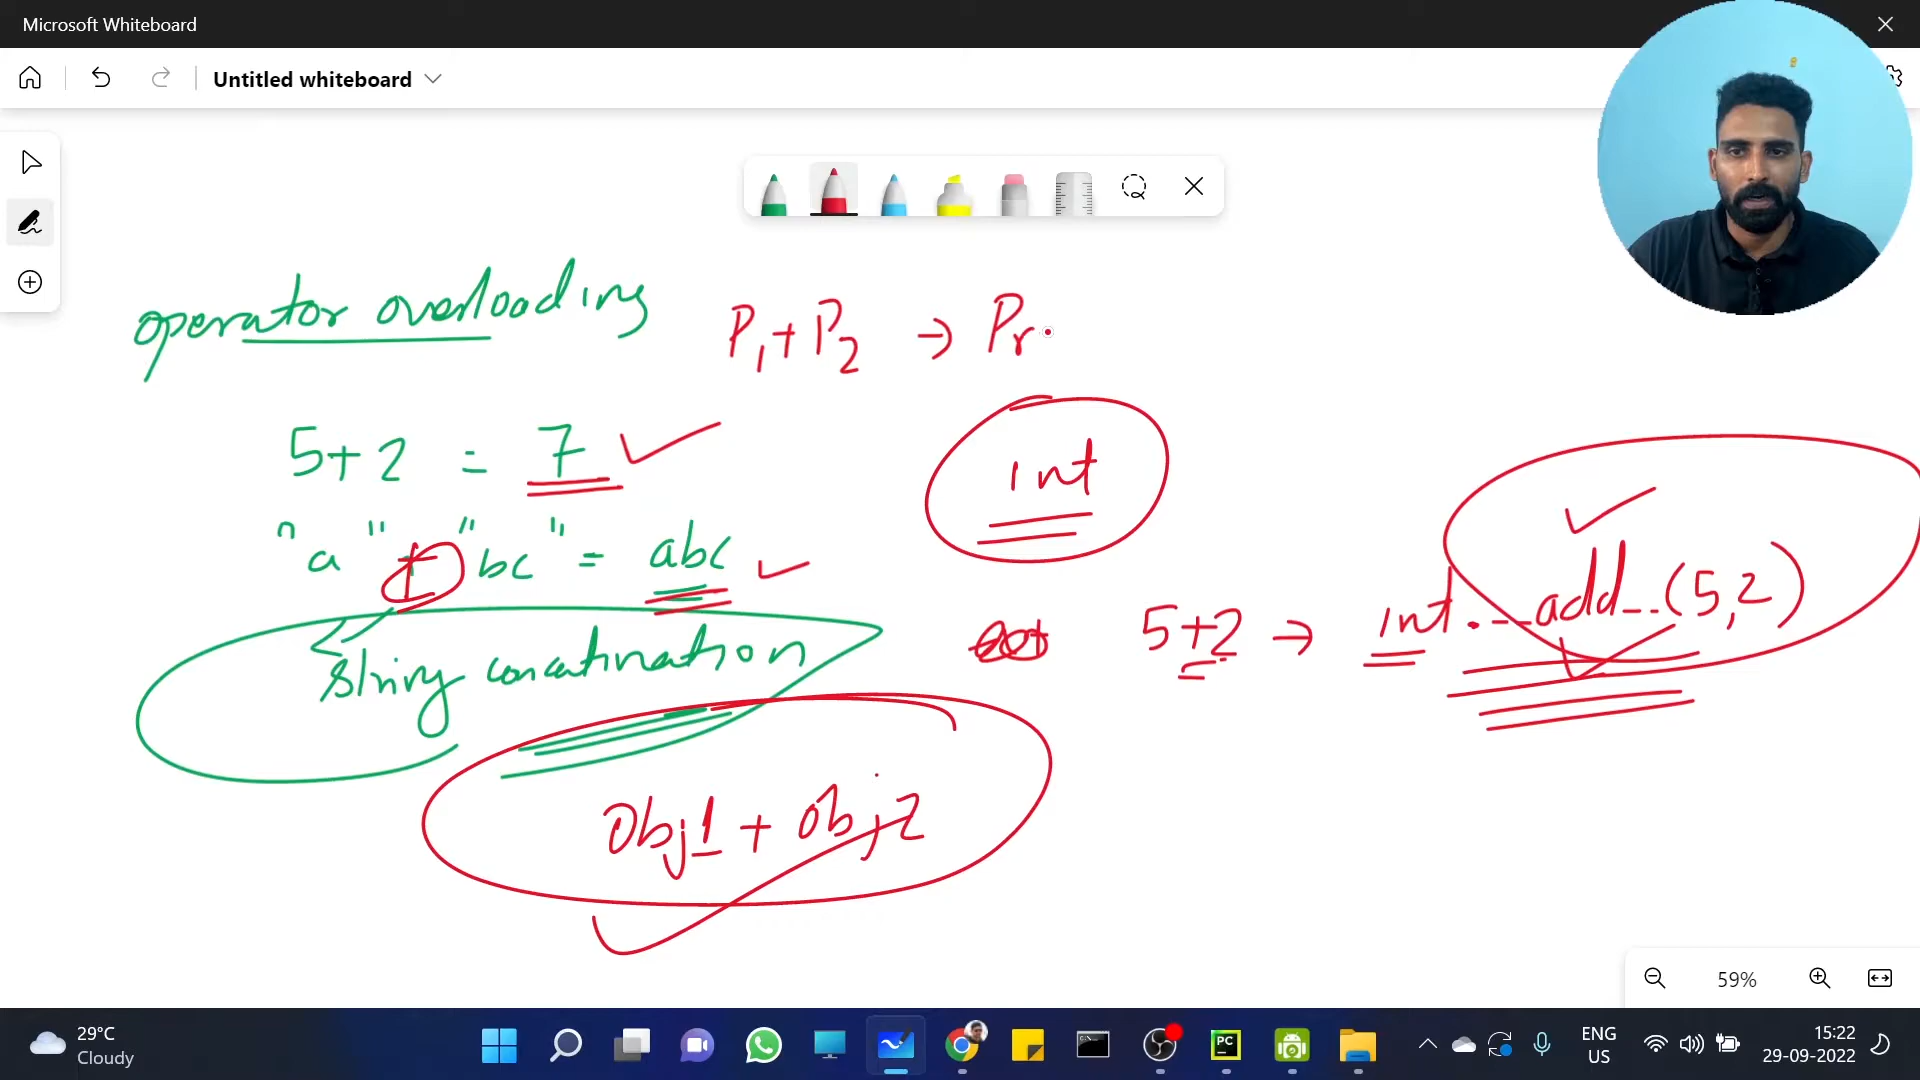 Microsoft Whiteboard
Untitled whiteboard
operator overloading
P1+P2 → Pr
5+2 = 7
int
"a" + "bc" = abc
5+2 → int.__add__(5,2)
string concatination
Obj1 + Obj2
59%
29°C
Cloudy
PC
ENG
US
15:22
29-09-2022